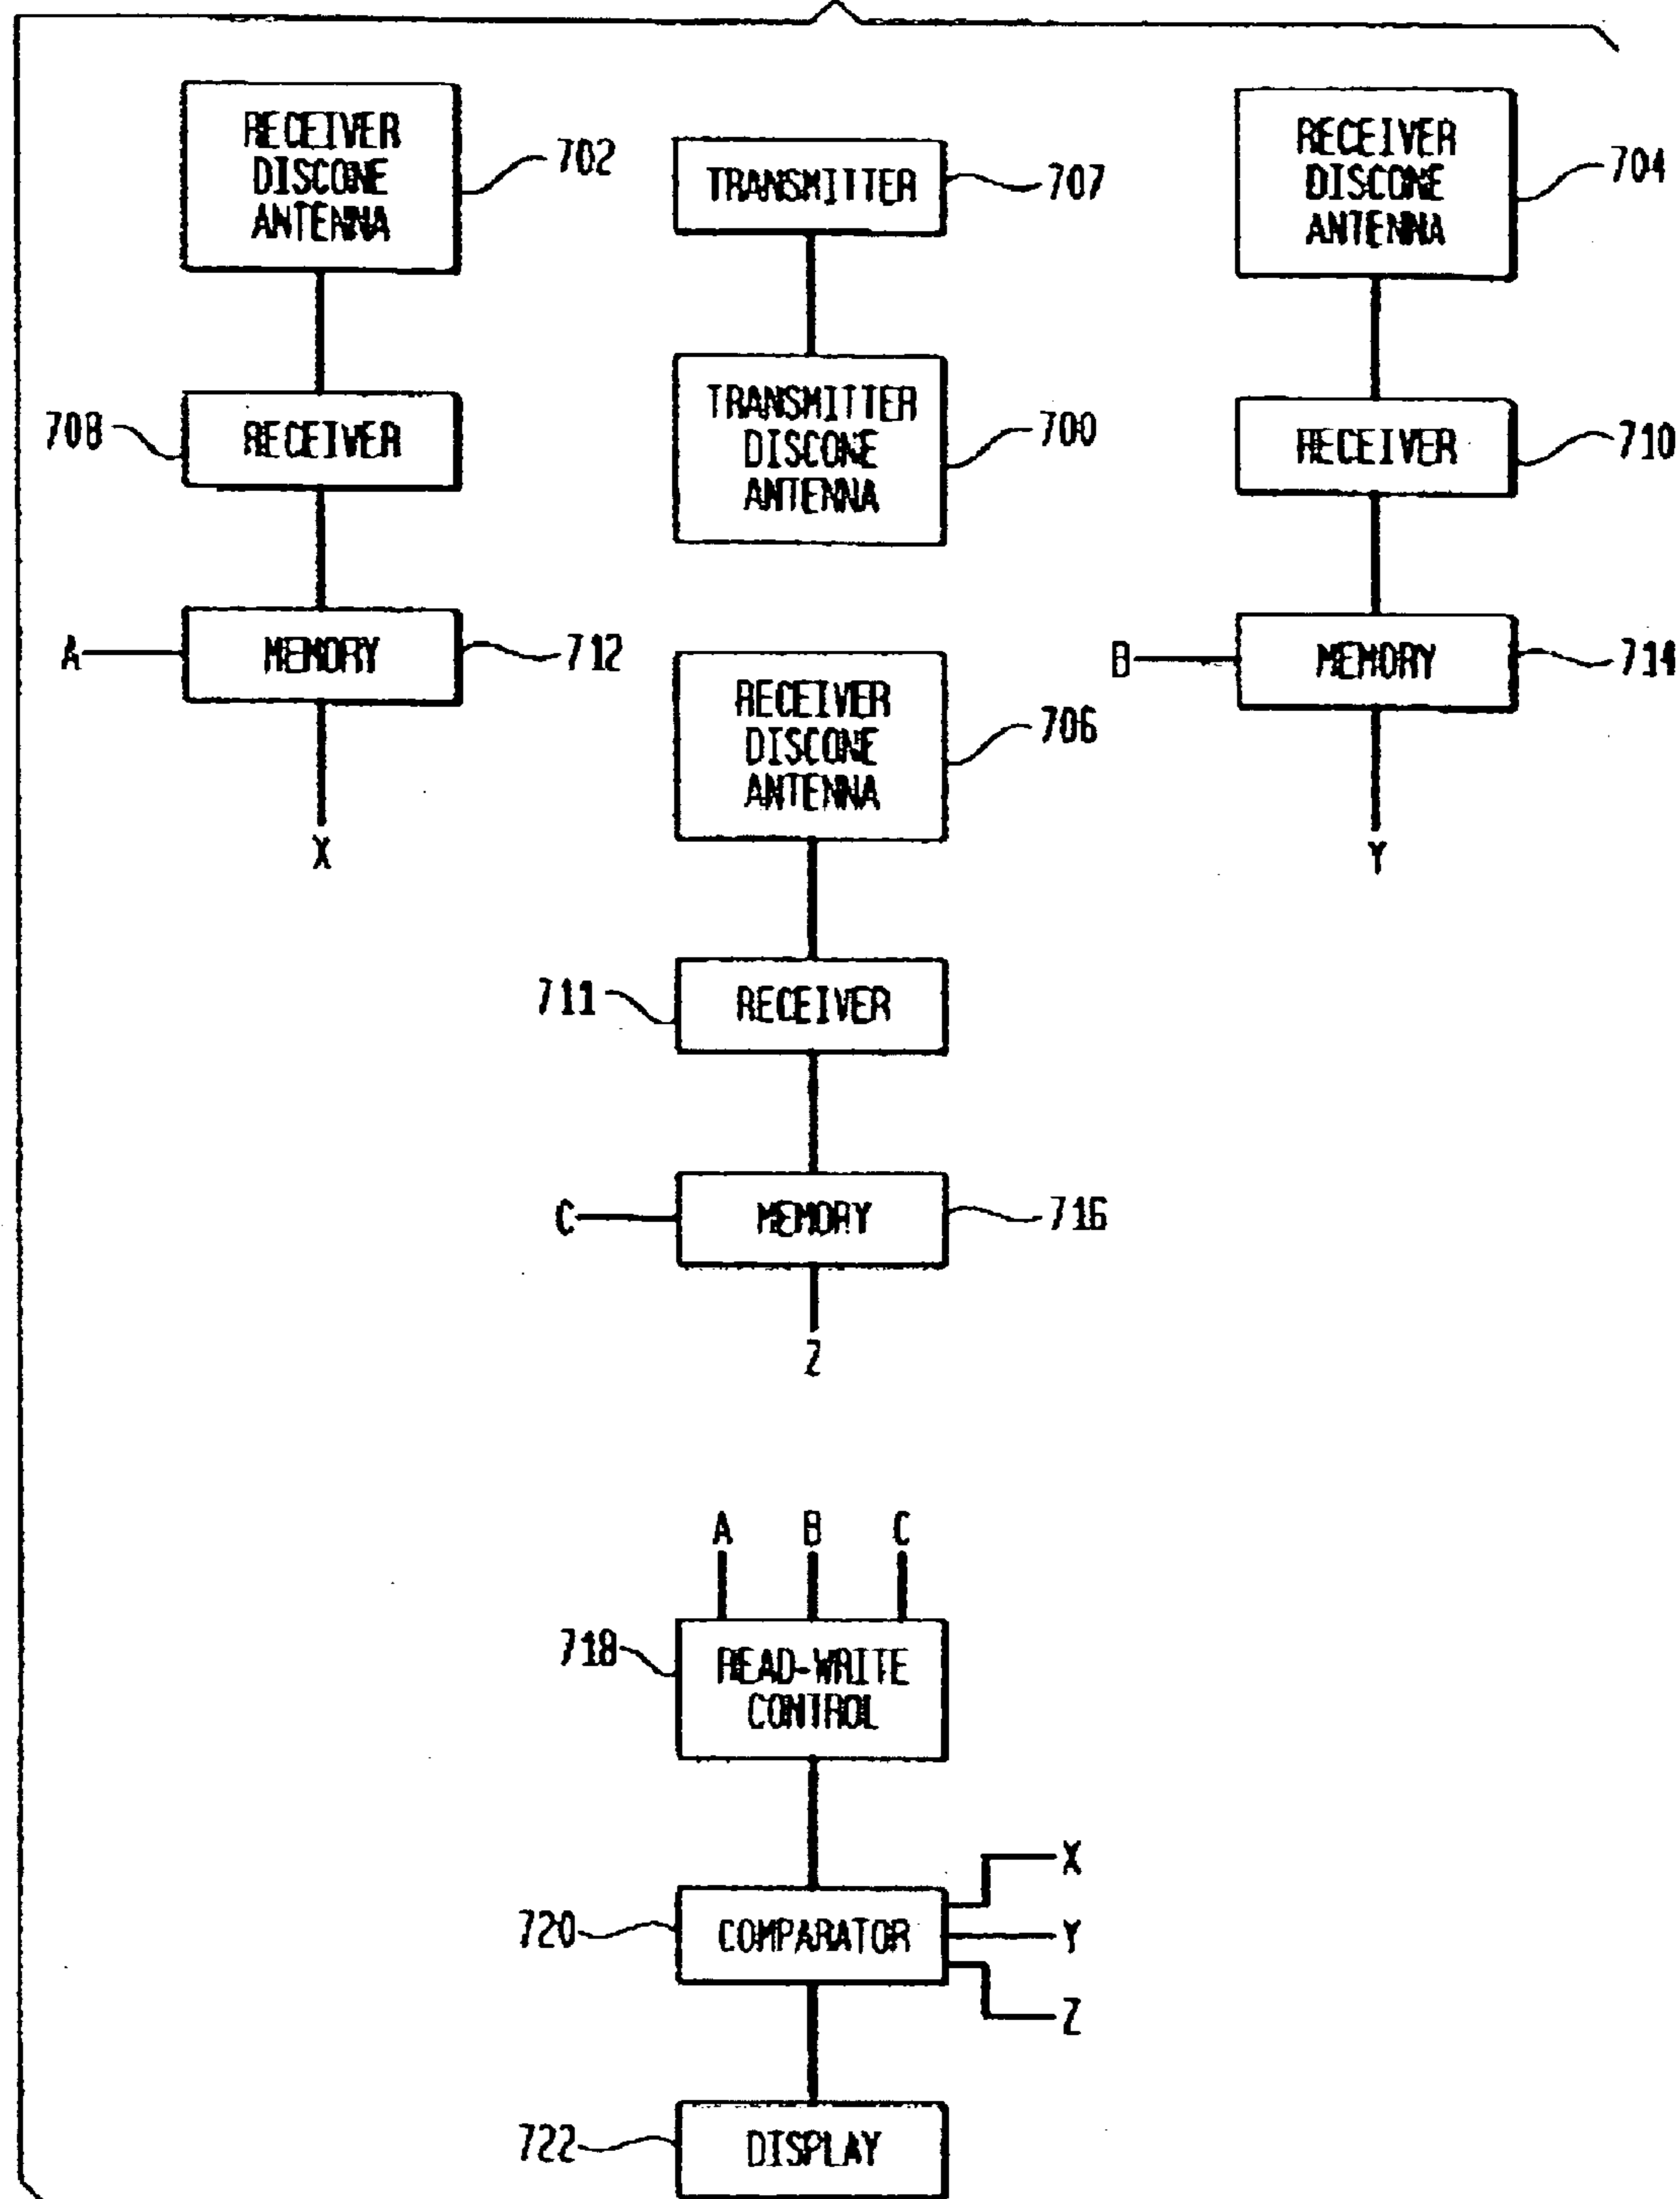 RECEIVER
DISCONE
ANTENNA
702
TRANSMITTER
707
RECEIVER
DISCONE
ANTENNA
704
708
RECEIVER
TRANSMITTER
DISCONE
ANTENNA
700
RECEIVER
710
A
MEMORY
712
X
RECEIVER
DISCONE
ANTENNA
706
B
MEMORY
714
Y
711
RECEIVER
C
MEMORY
716
Z
A B C
718
READ-WRITE
CONTROL
720
COMPARATOR
X
Y
Z
722
DISPLAY